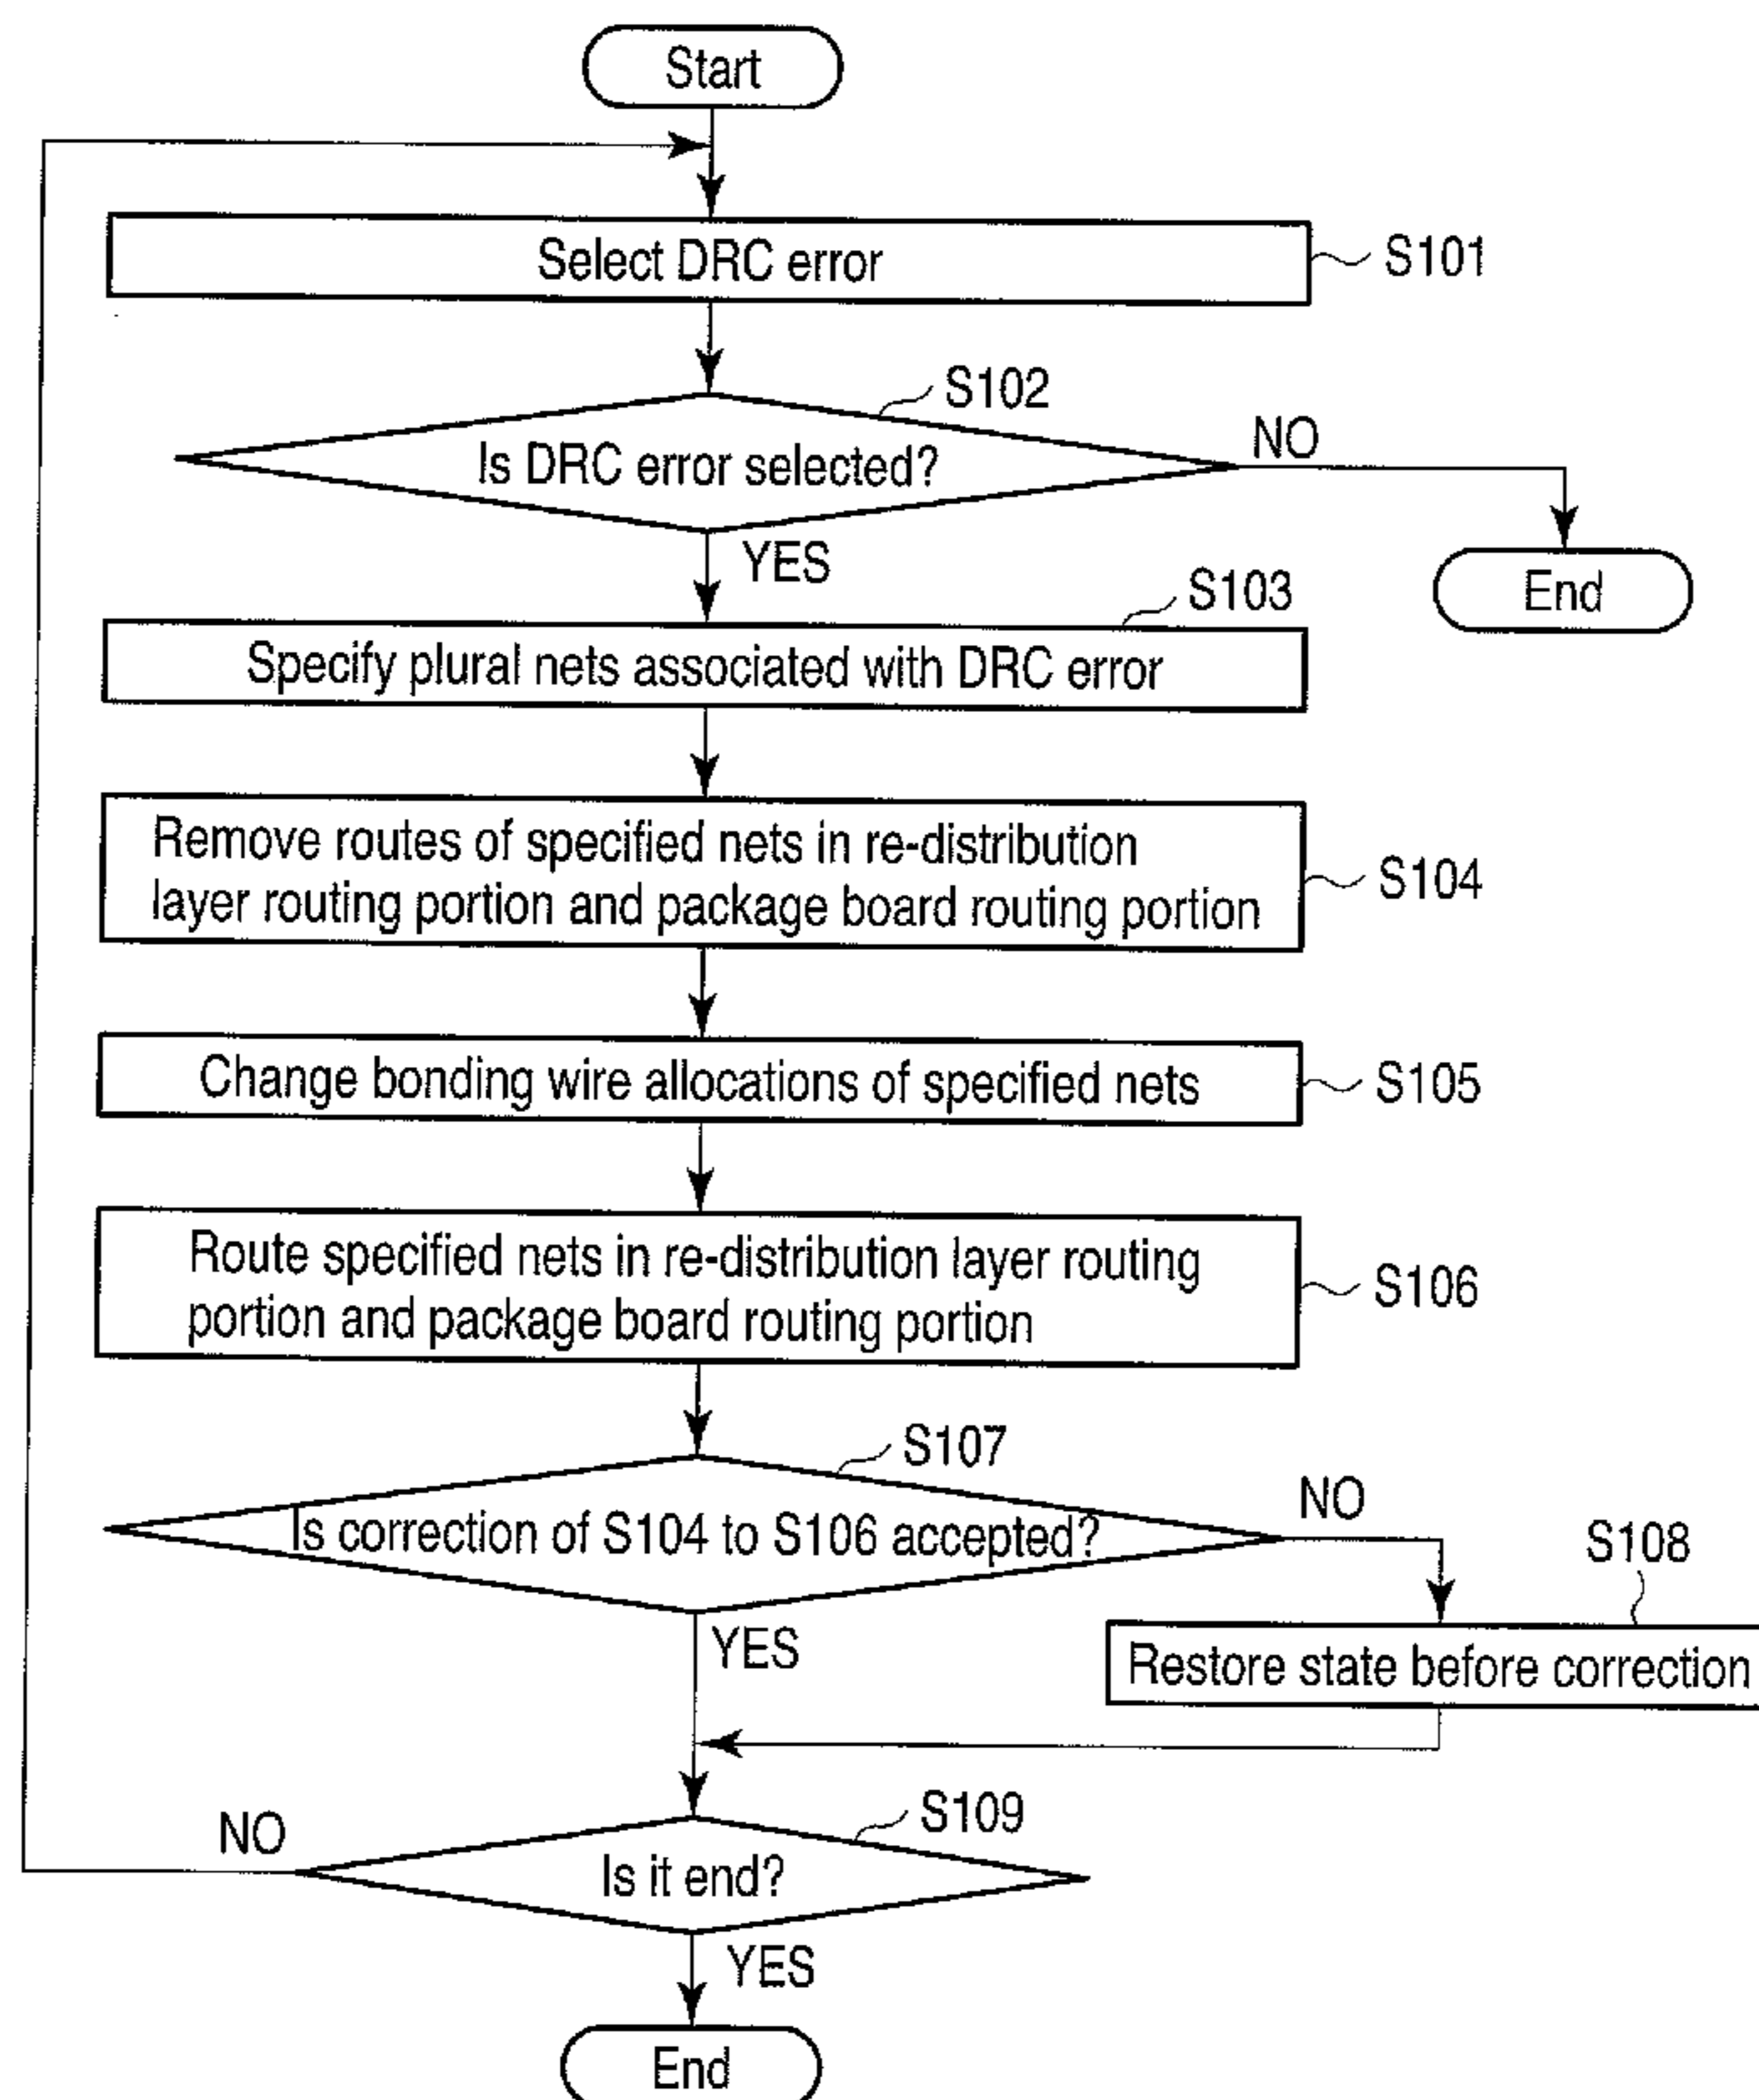 Start
Select DRC error
S101
S102
Is DRC error selected?
NO
YES
End
S103
Specify plural nets associated with DRC error
Remove routes of specified nets in re-distribution
layer routing portion and package board routing portion
S104
Change bonding wire allocations of specified nets
S105
Route specified nets in re-distribution layer routing
portion and package board routing portion
S106
S107
Is correction of S104 to S106 accepted?
NO
S108
YES
Restore state before correction
S109
NO
Is it end?
YES
End